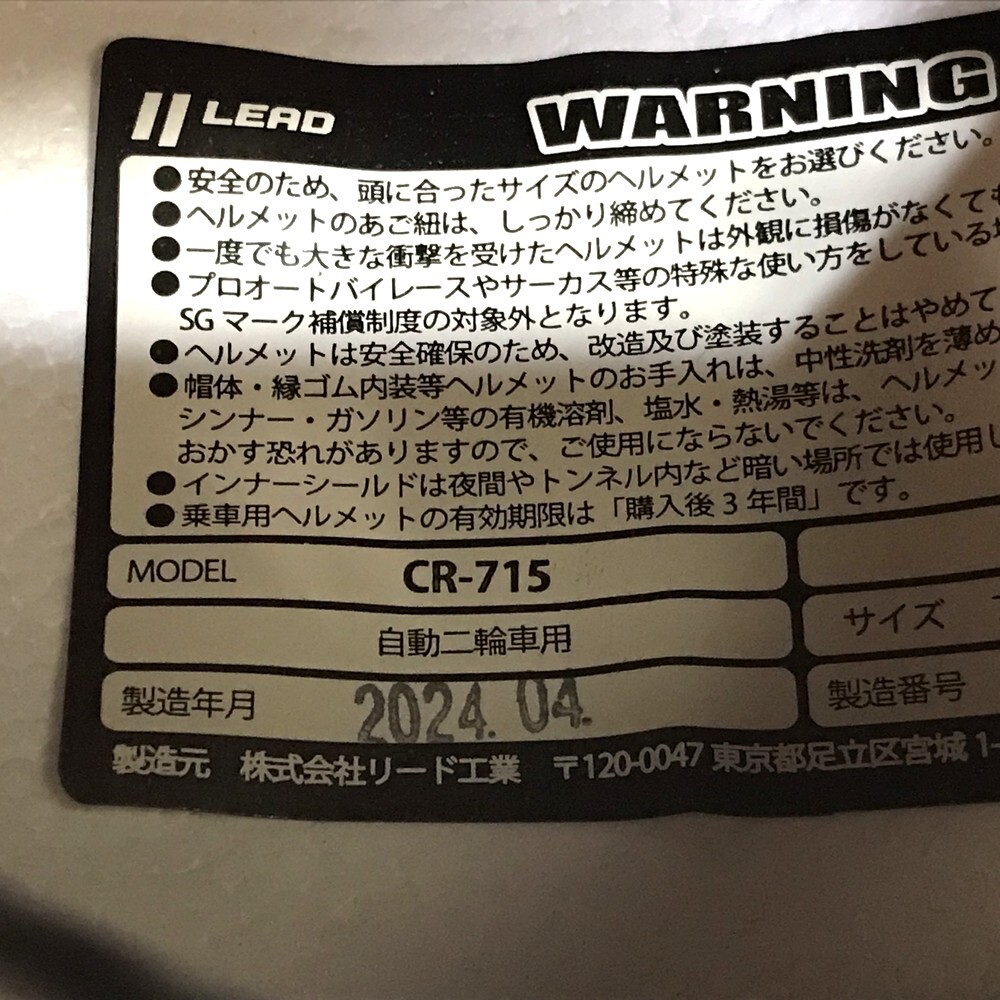 LEAD
WARNING
●安全のため、頭に合ったサイズのヘルメットをお選びください。
●ヘルメットのあご紐は、しっかり締めてください。
●一度でも大きな衝撃を受けたヘルメットは外観に損傷がなくても
●プロオートバイレースやサーカス等の特殊な使い方をしている
SG マーク補償制度の対象外となります。
●ヘルメットは安全確保のため、改造及び塗装することはやめて
●帽体・縁ゴム内装等ヘルメットのお手入れは、中性洗剤を薄め
シンナー・ガソリン等の有機溶剤、塩水・熱湯等は、ヘルメッ
おかす恐れがありますので、ご使用にならないでください。
●インナーシールドは夜間やトンネル内など暗い場所では使用し
●乗車用ヘルメットの有効期限は「購入後 3 年間」です。
MODEL CR-715
自動二輪車用
サイズ
製造年月 2024.04.
製造番号
製造元 株式会社リード工業 〒120-0047 東京都足立区宮城 1-